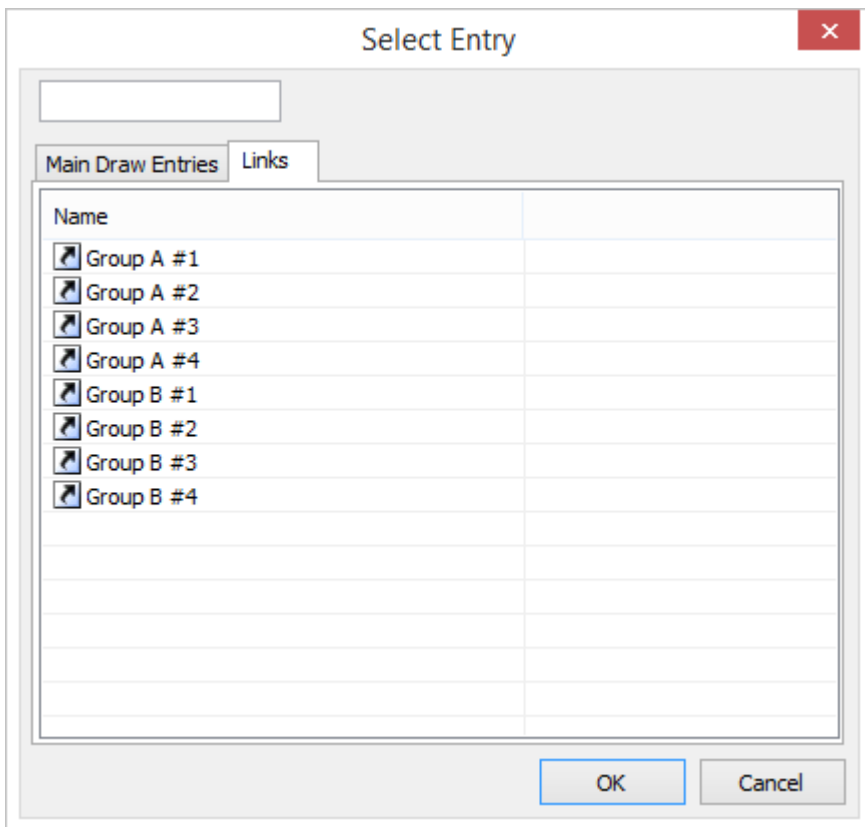 Select Entry
Main Draw Entries Links
Name
Group A #1
Group A #2
Group A #3
Group A #4
Group B #1
Group B #2
Group B #3
Group B #4
OK Cancel